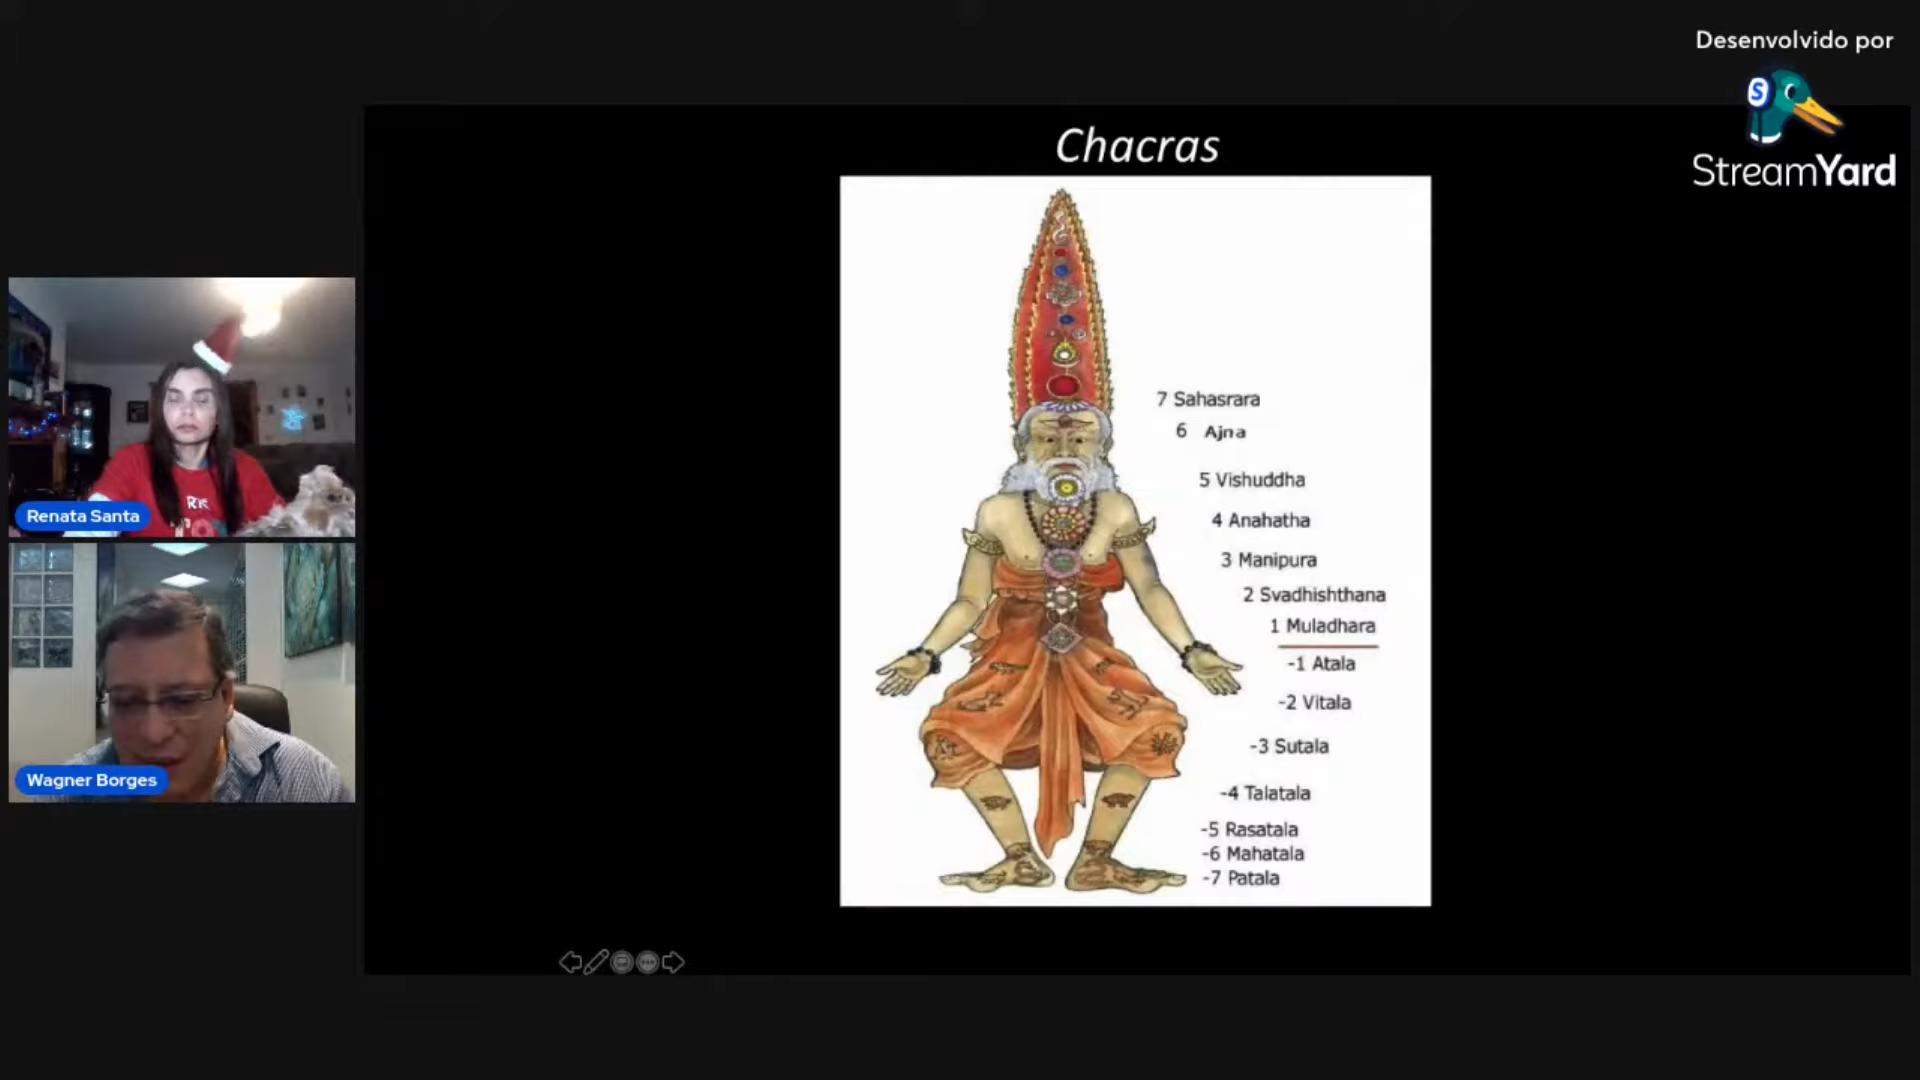 Desenvolvido por
S
StreamYard
Chacras
7 Sahasrara
6 Ajna
5 Vishuddha
4 Anahatha
3 Manipura
2 Svadhishthana
1 Muladhara
-1 Atala
-2 Vitala
-3 Sutala
-4 Talatala
-5 Rasatala
-6 Mahatala
-7 Patala
Renata Santa
Wagner Borges